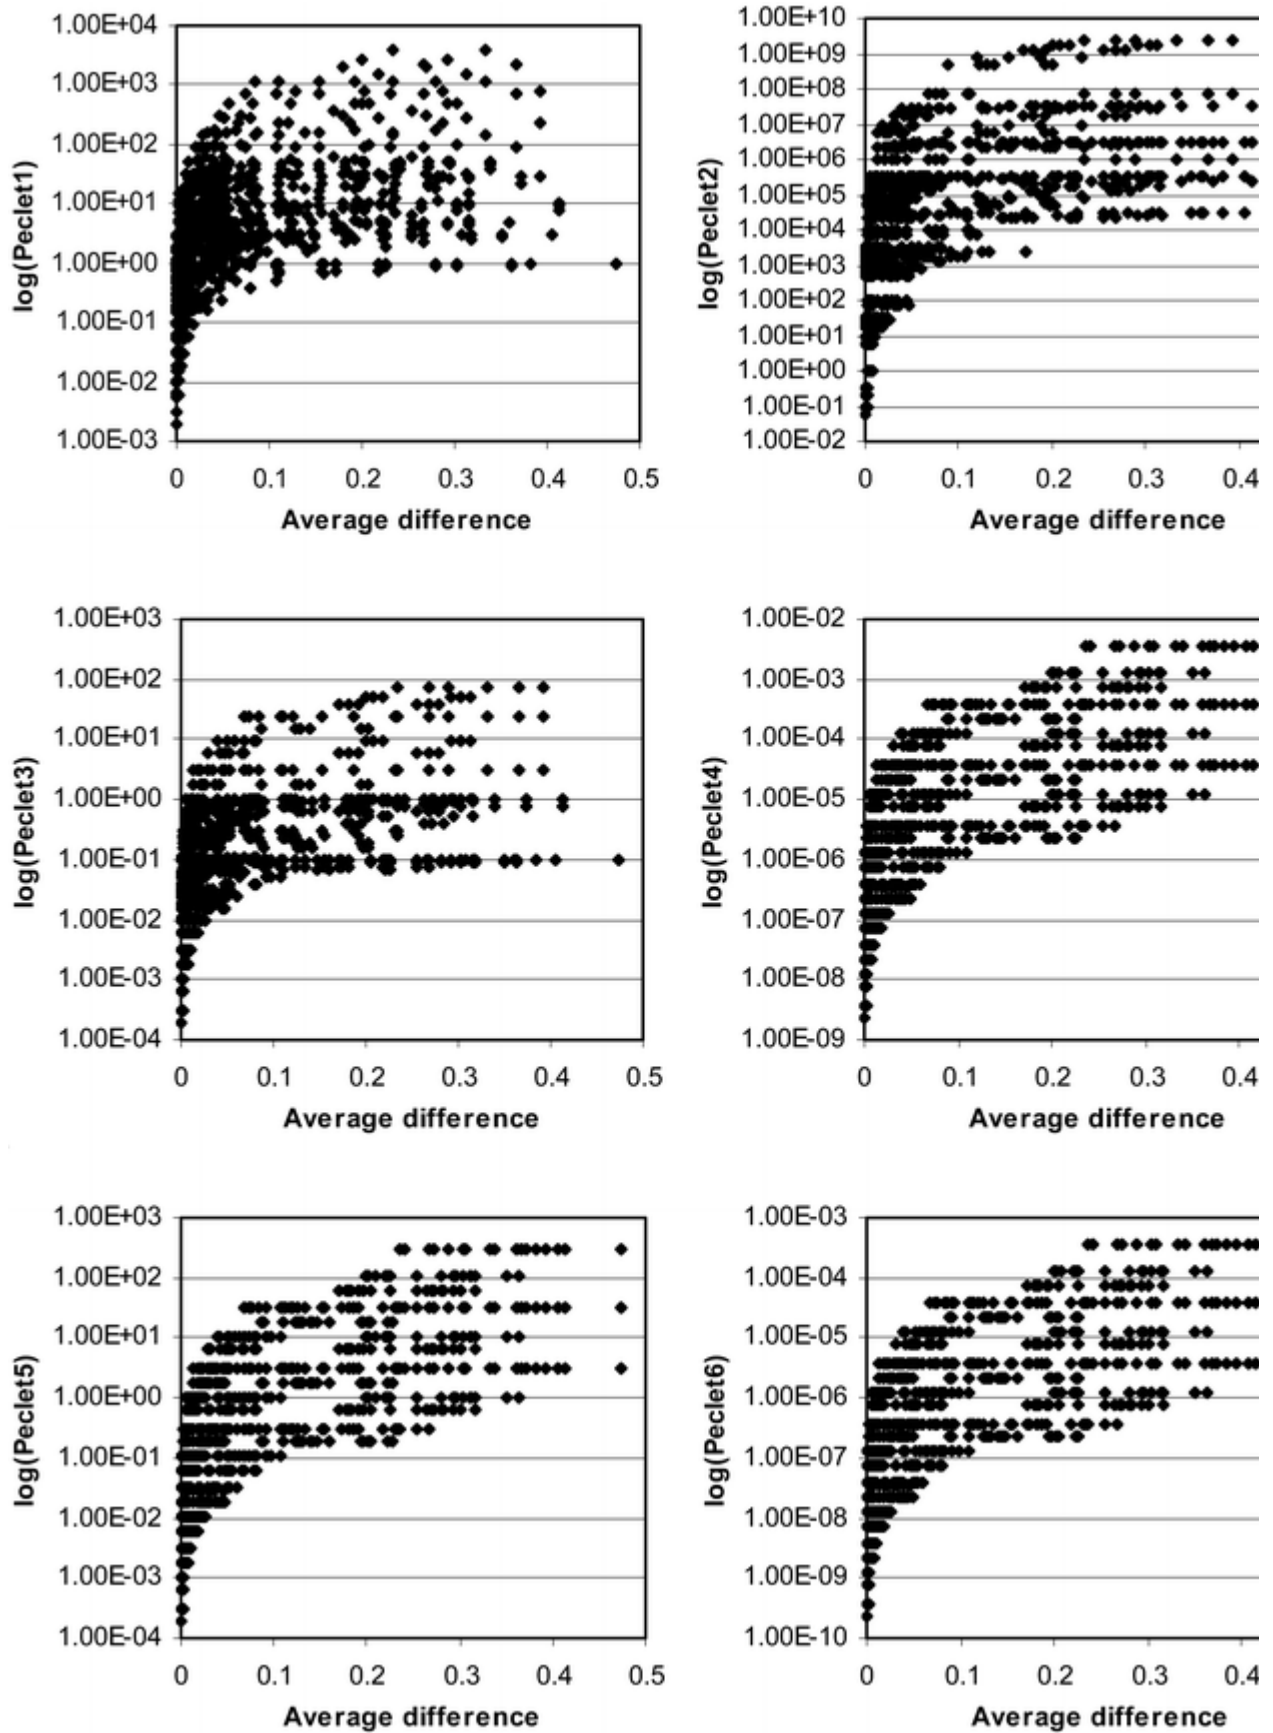 1.00E+04
1.00E+03
1.00E+02
1.00E+01
1.00E+00
1.00E-01
1.00E-02
1.00E-03
log(Peclet1)
0 0.1 0.2 0.3 0.4 0.5
Average difference
1.00E+10
1.00E+09
1.00E+08
1.00E+07
1.00E+06
1.00E+05
1.00E+04
1.00E+03
1.00E+02
1.00E+01
1.00E+00
1.00E-01
1.00E-02
log(Peclet2)
0 0.1 0.2 0.3 0.4
Average difference
1.00E+03
1.00E+02
1.00E+01
1.00E+00
1.00E-01
1.00E-02
1.00E-03
1.00E-04
log(Peclet3)
0 0.1 0.2 0.3 0.4 0.5
Average difference
1.00E-02
1.00E-03
1.00E-04
1.00E-05
1.00E-06
1.00E-07
1.00E-08
1.00E-09
log(Peclet4)
0 0.1 0.2 0.3 0.4
Average difference
1.00E+03
1.00E+02
1.00E+01
1.00E+00
1.00E-01
1.00E-02
1.00E-03
1.00E-04
log(Peclet5)
0 0.1 0.2 0.3 0.4 0.5
Average difference
1.00E-03
1.00E-04
1.00E-05
1.00E-06
1.00E-07
1.00E-08
1.00E-09
1.00E-10
log(Peclet6)
0 0.1 0.2 0.3 0.4
Average difference